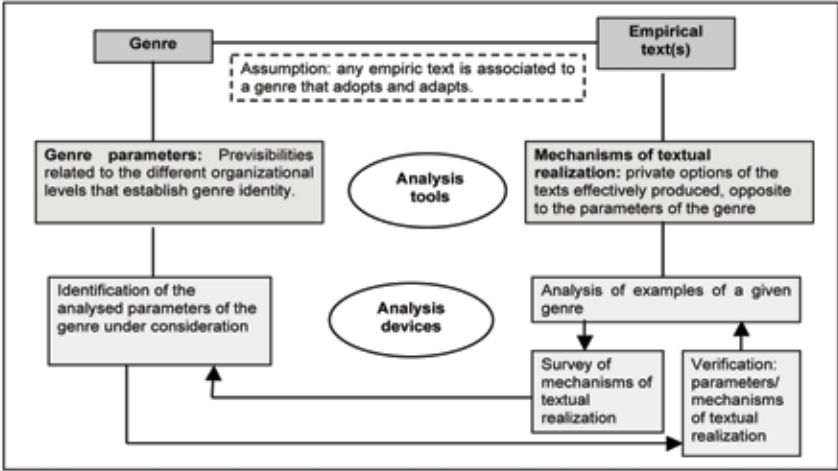 Genre
Empirical
text(s)
Assumption: any empiric text is associated to
a genre that adopts and adapts.
Genre parameters: Previsibilities
related to the different organizational
levels that establish genre identity.
Analysis
tools
Mechanisms of textual
realization: private options of the
texts effectively produced, opposite
to the parameters of the genre
Identification of the
analysed parameters of the
genre under consideration
Analysis
devices
Analysis of examples of a given
genre
Survey of
mechanisms of
textual
realization
Verification:
parameters/
mechanisms
of textual
realization